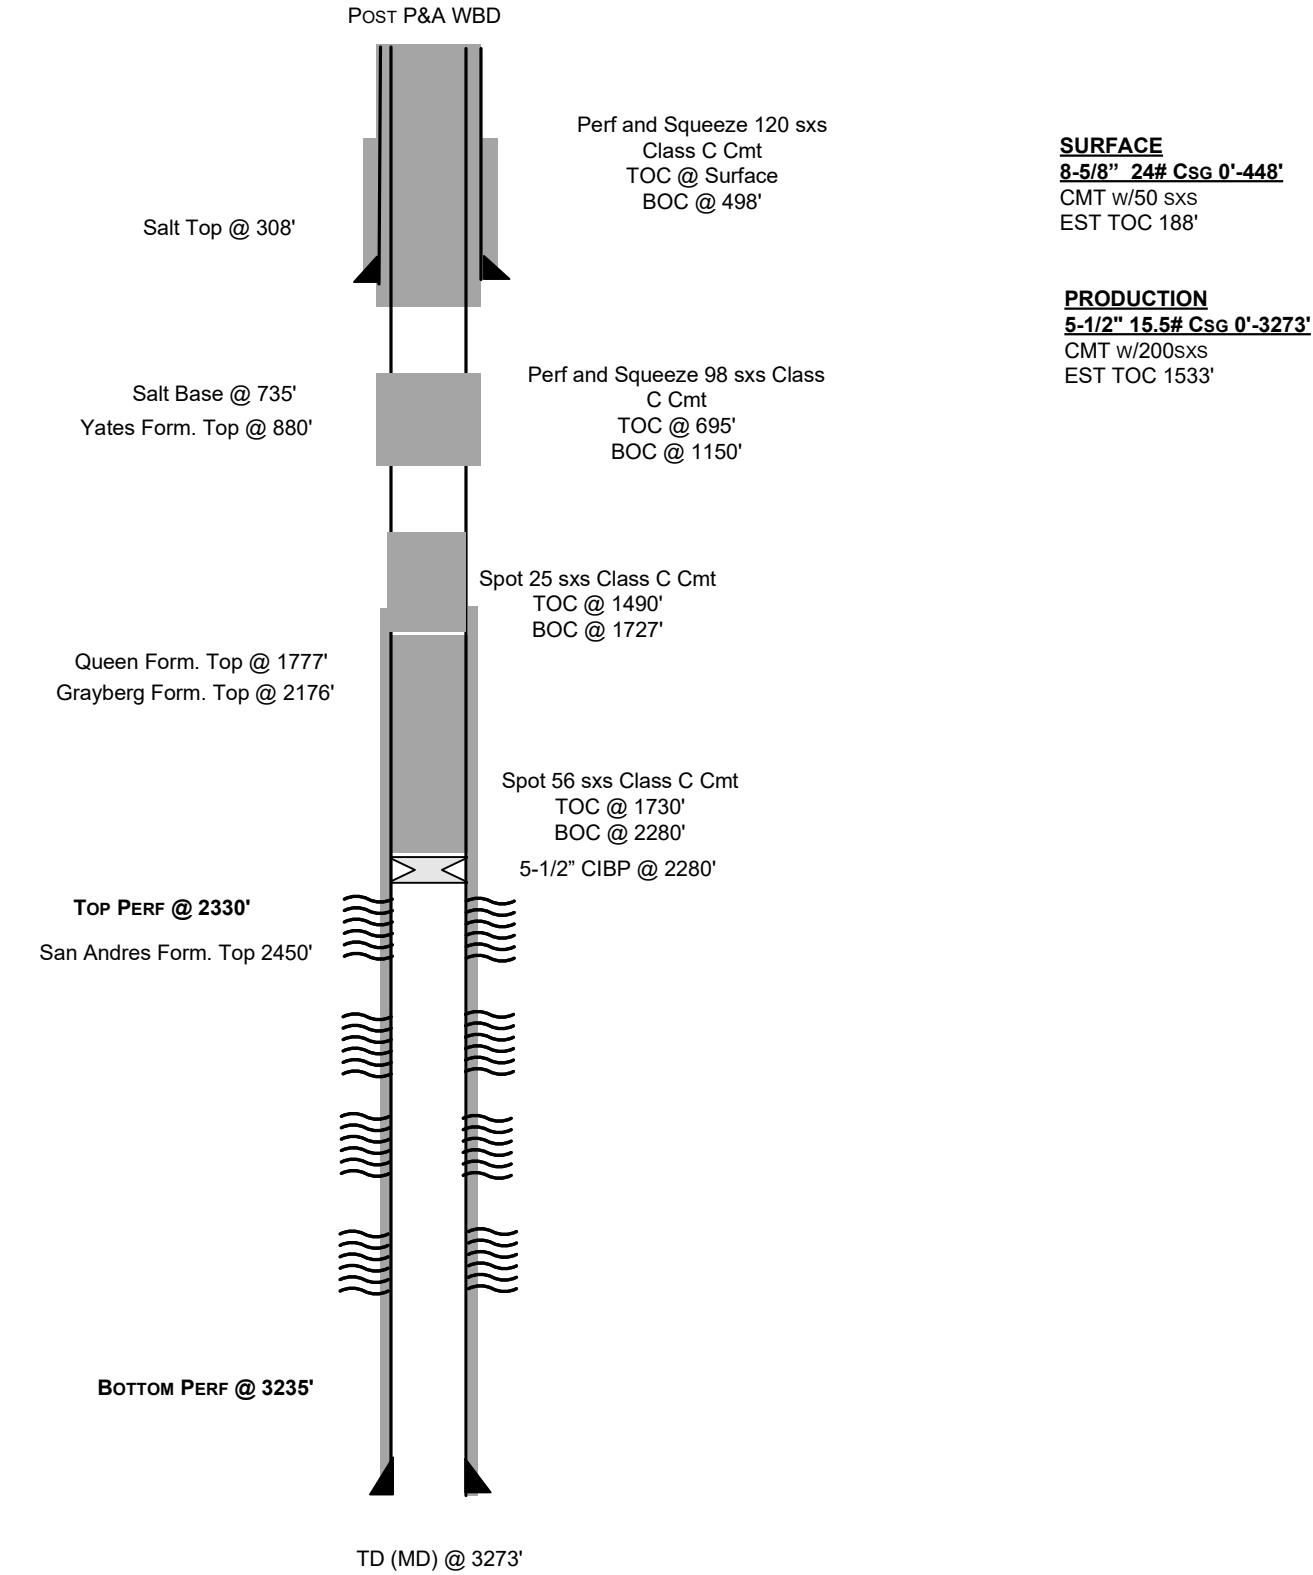 POST P&A WBD
Perf and Squeeze 120 sxs
Class C Cmt
TOC @ Surface
BOC @ 498'
SURFACE
8-5/8” 24# CSG 0'-448'
CMT W/50 SXS
EST TOC 188'
Salt Top @ 308'
PRODUCTION
5-1/2" 15.5# CSG 0'-3273'
CMT W/200SXS
EST TOC 1533'
Salt Base @ 735'
Yates Form. Top @ 880'
Perf and Squeeze 98 sxs Class
C Cmt
TOC @ 695'
BOC @ 1150'
Spot 25 sxs Class C Cmt
TOC @ 1490'
BOC @ 1727'
Queen Form. Top @ 1777'
Grayberg Form. Top @ 2176'
Spot 56 sxs Class C Cmt
TOC @ 1730'
BOC @ 2280'
5-1/2” CIBP @ 2280'
TOP PERF @ 2330'
San Andres Form. Top 2450'
BOTTOM PERF @ 3235'
TD (MD) @ 3273'